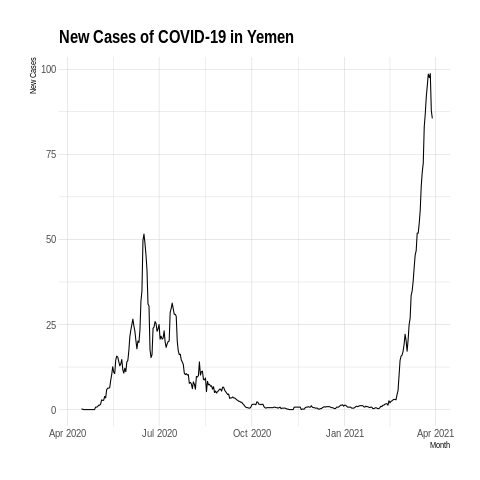 New Cases of COVID-19 in Yemen
New Cases
100
75
50
25
0
Apr 2020 Jul 2020 Oct 2020 Jan 2021 Apr 2021
Month